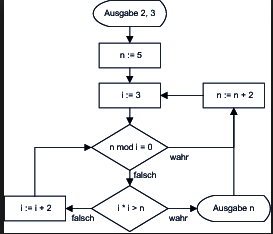 Ausgabe 2, 3
n := 5
i := 3
n := n + 2
n mod i = 0
wahr
falsch
i := i + 2
falsch
i * i > n
wahr
Ausgabe n